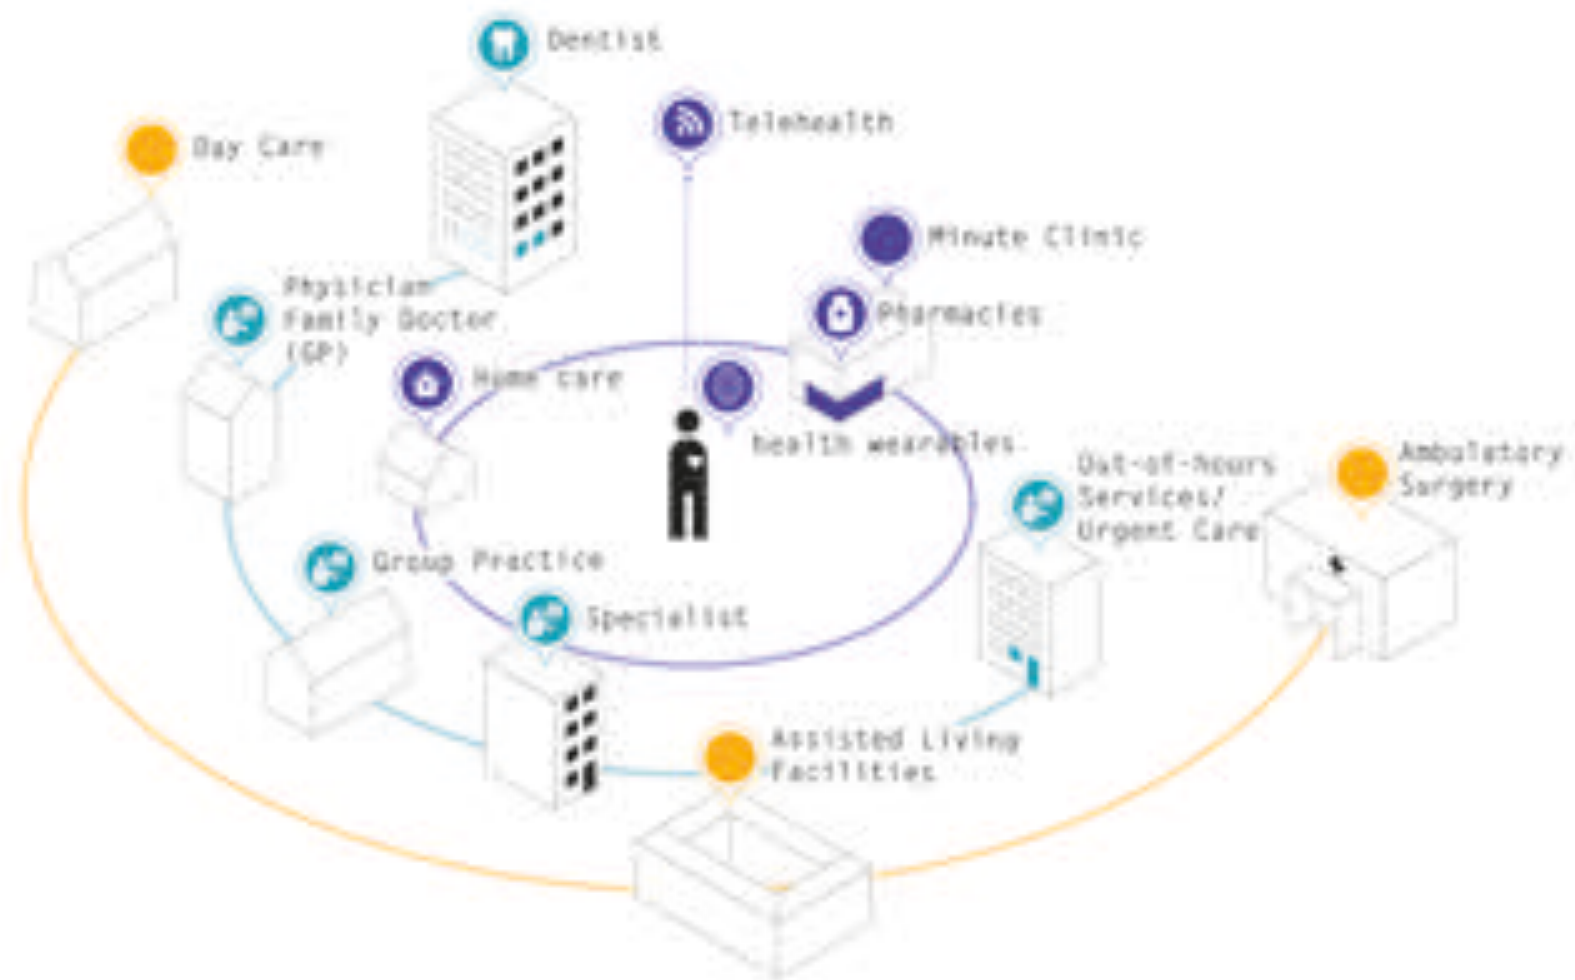 Dentist
Telehealth
Day Care
Minute Clinic
Physician
Family Doctor
(GP)
Pharmacies
Home care
health wearables
Out-of-hours
Services/
Urgent Care
Ambulatory
Surgery
Group Practice
Specialist
Assisted Living
Facilities